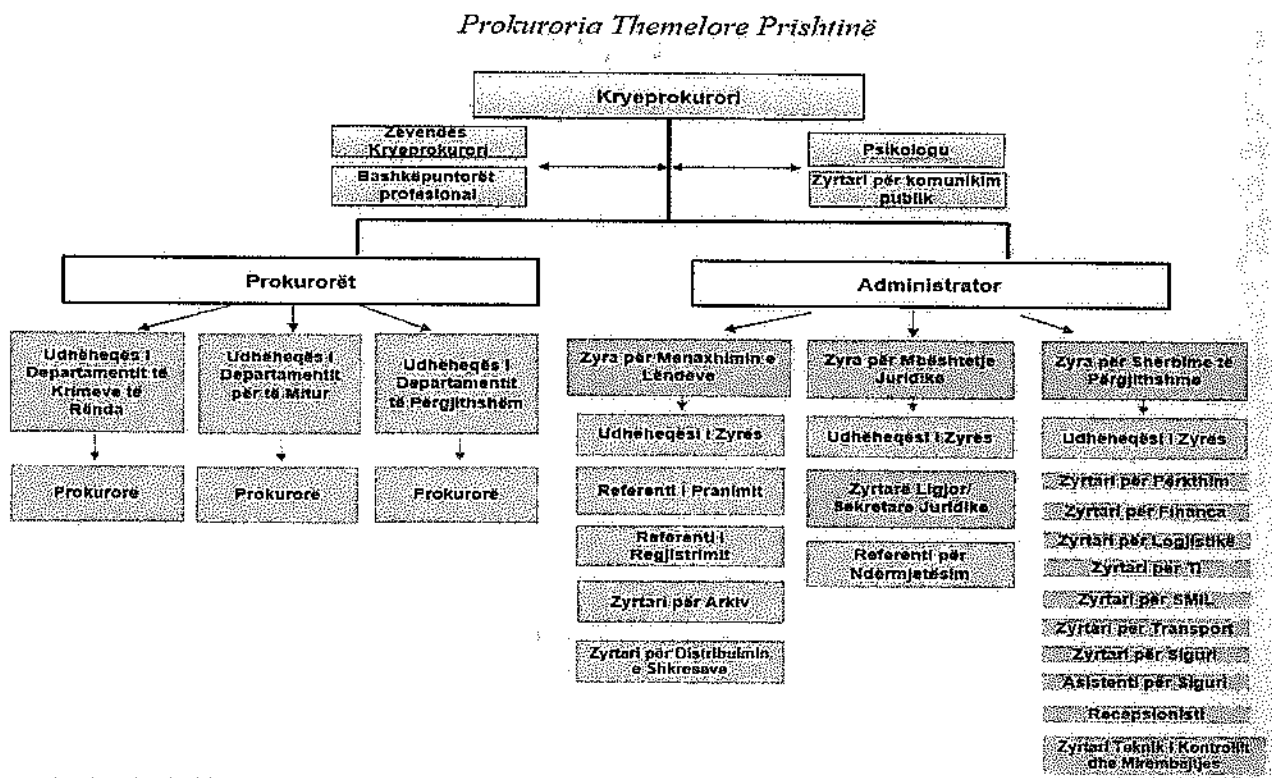 Prokuroria Themelore Prishtinë
Kryeprokurori
Zëvendës
Kryeprokurori
Bashkëpuntorët
profesional
Psikologu
Zyrtari për komunikim
publik
Prokurorët
Administrator
Udhëheqës i
Departamentit të
Krimeve të
Rënda
Udhëheqës i
Departamentit
për të Mitur
Udhëheqës i
Departamentit
të Përgjithshëm
Prokurorë
Prokurorë
Prokurorë
Zyra për Menaxhimin e
Lëndëve
Udhëheqësi i Zyrës
Referenti i Pranimit
Referenti i
Regjistrimit
Zyrtari për Arkiv
Zyrtari për Distribuimin
e Shkresave
Zyra për Mbështetje
Juridike
Udhëheqësi i Zyrës
Zyrtarë Ligjor/
Sekretare Juridike
Referenti për
Ndërmjetësim
Zyra për Shërbime të
Përgjithshme
Udhëheqësi i Zyrës
Zyrtari për Përkthim
Zyrtari për Financa
Zyrtari për Logjistikë
Zyrtari për TI
Zyrtari për SMIL
Zyrtari për Transport
Zyrtari për Siguri
Asistenti për Siguri
Recepsionisti
Zyrtari Teknik i Kontrollit
dhe Mirëmbajtjes